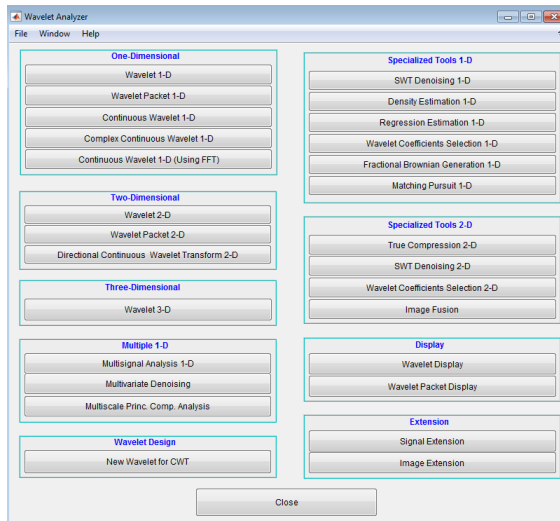 Wavelet Analyzer
File Window Help
One-Dimensional
Wavelet 1-D
Wavelet Packet 1-D
Continuous Wavelet 1-D
Complex Continuous Wavelet 1-D
Continuous Wavelet 1-D (Using FFT)
Two-Dimensional
Wavelet 2-D
Wavelet Packet 2-D
Directional Continuous Wavelet Transform 2-D
Three-Dimensional
Wavelet 3-D
Multiple 1-D
Multisignal Analysis 1-D
Multivariate Denoising
Multiscale Princ. Comp. Analysis
Wavelet Design
New Wavelet for CWT
Specialized Tools 1-D
SWT Denoising 1-D
Density Estimation 1-D
Regression Estimation 1-D
Wavelet Coefficients Selection 1-D
Fractional Brownian Generation 1-D
Matching Pursuit 1-D
Specialized Tools 2-D
True Compression 2-D
SWT Denoising 2-D
Wavelet Coefficients Selection 2-D
Image Fusion
Display
Wavelet Display
Wavelet Packet Display
Extension
Signal Extension
Image Extension
Close